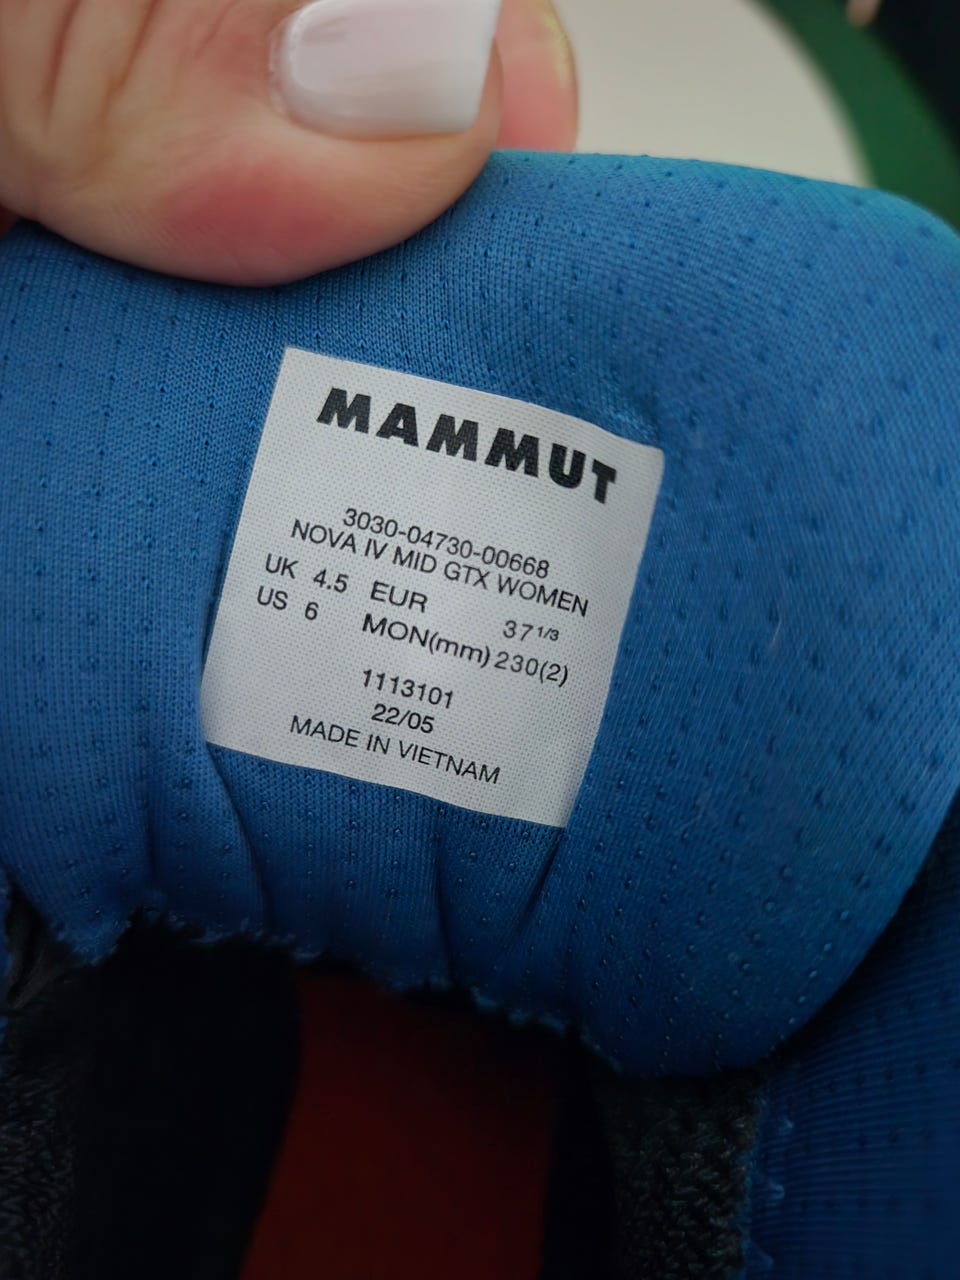 MAMMUT
3030-04730-00668
NOVA IV MID GTX WOMEN
UK 4.5 EUR 37 1/3
US 6 MON(mm) 230(2)
1113101
22/05
MADE IN VIETNAM